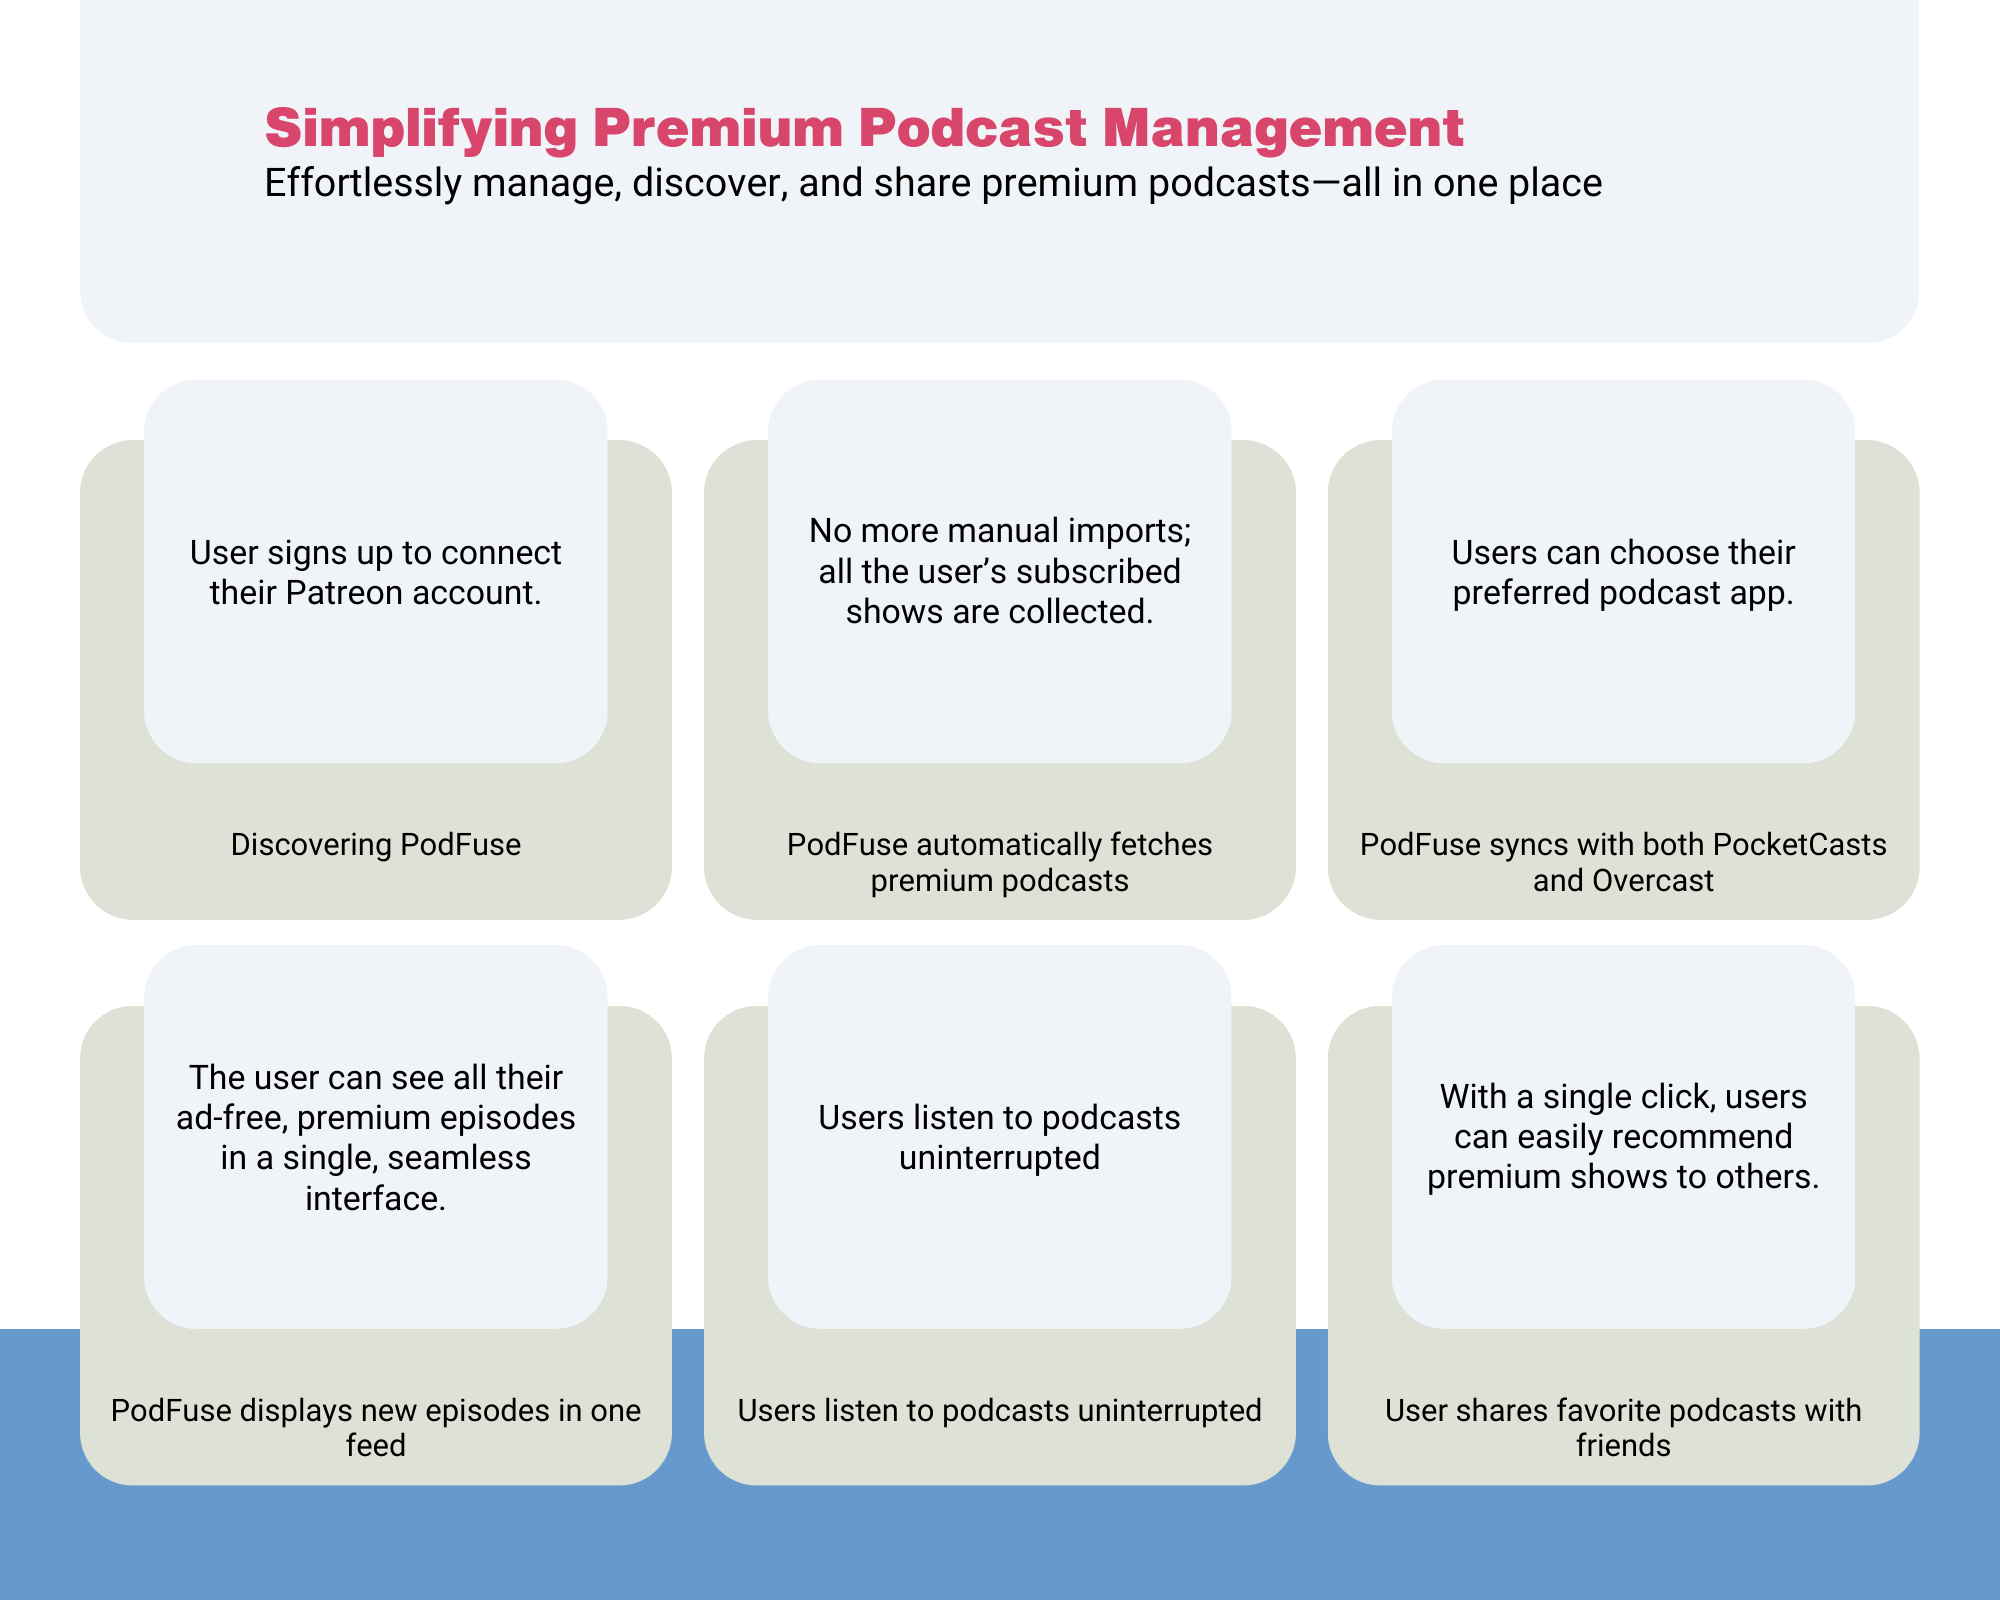 Simplifying Premium Podcast Management
Effortlessly manage, discover, and share premium podcasts—all in one place
User signs up to connect
their Patreon account.
Discovering PodFuse
No more manual imports;
all the user’s subscribed
shows are collected.
PodFuse automatically fetches
premium podcasts
Users can choose their
preferred podcast app.
PodFuse syncs with both PocketCasts
and Overcast
The user can see all their
ad-free, premium episodes
in a single, seamless
interface.
PodFuse displays new episodes in one
feed
Users listen to podcasts
uninterrupted
Users listen to podcasts uninterrupted
With a single click, users
can easily recommend
premium shows to others.
User shares favorite podcasts with
friends